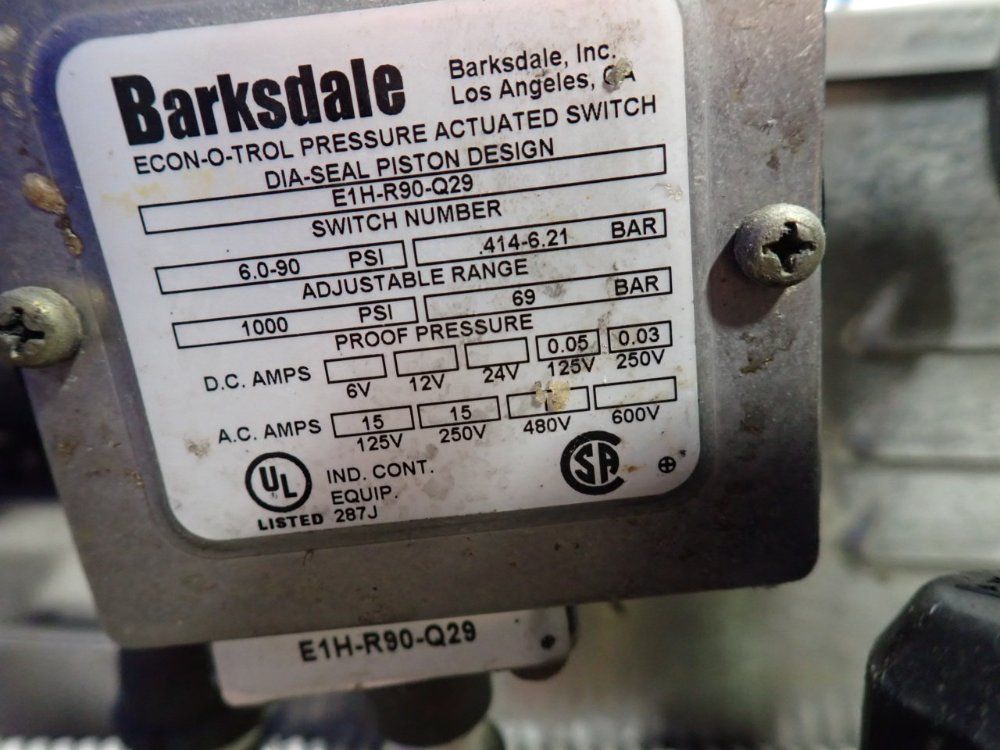 Barksdale
Barksdale, Inc.
Los Angeles, CA
ECON-O-TROL PRESSURE ACTUATED SWITCH
DIA-SEAL PISTON DESIGN
E1H-R90-Q29
SWITCH NUMBER
6.0-90 PSI .414-6.21 BAR
ADJUSTABLE RANGE
1000 PSI 69 BAR
PROOF PRESSURE
D.C. AMPS 0.05 0.03
6V 12V 24V 125V 250V
A.C. AMPS 15 15
125V 250V 480V 600V
UL
LISTED
IND. CONT.
EQUIP.
287J
SA
E1H-R90-Q29